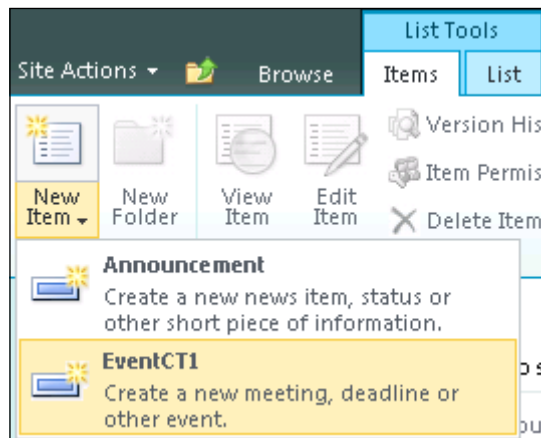 List Tools
Site Actions Browse Items List
New Item
New Folder
View Item
Edit Item
Version His
Item Permis
Delete Item
Announcement
Create a new news item, status or
other short piece of information.
EventCT1
Create a new meeting, deadline or
other event.